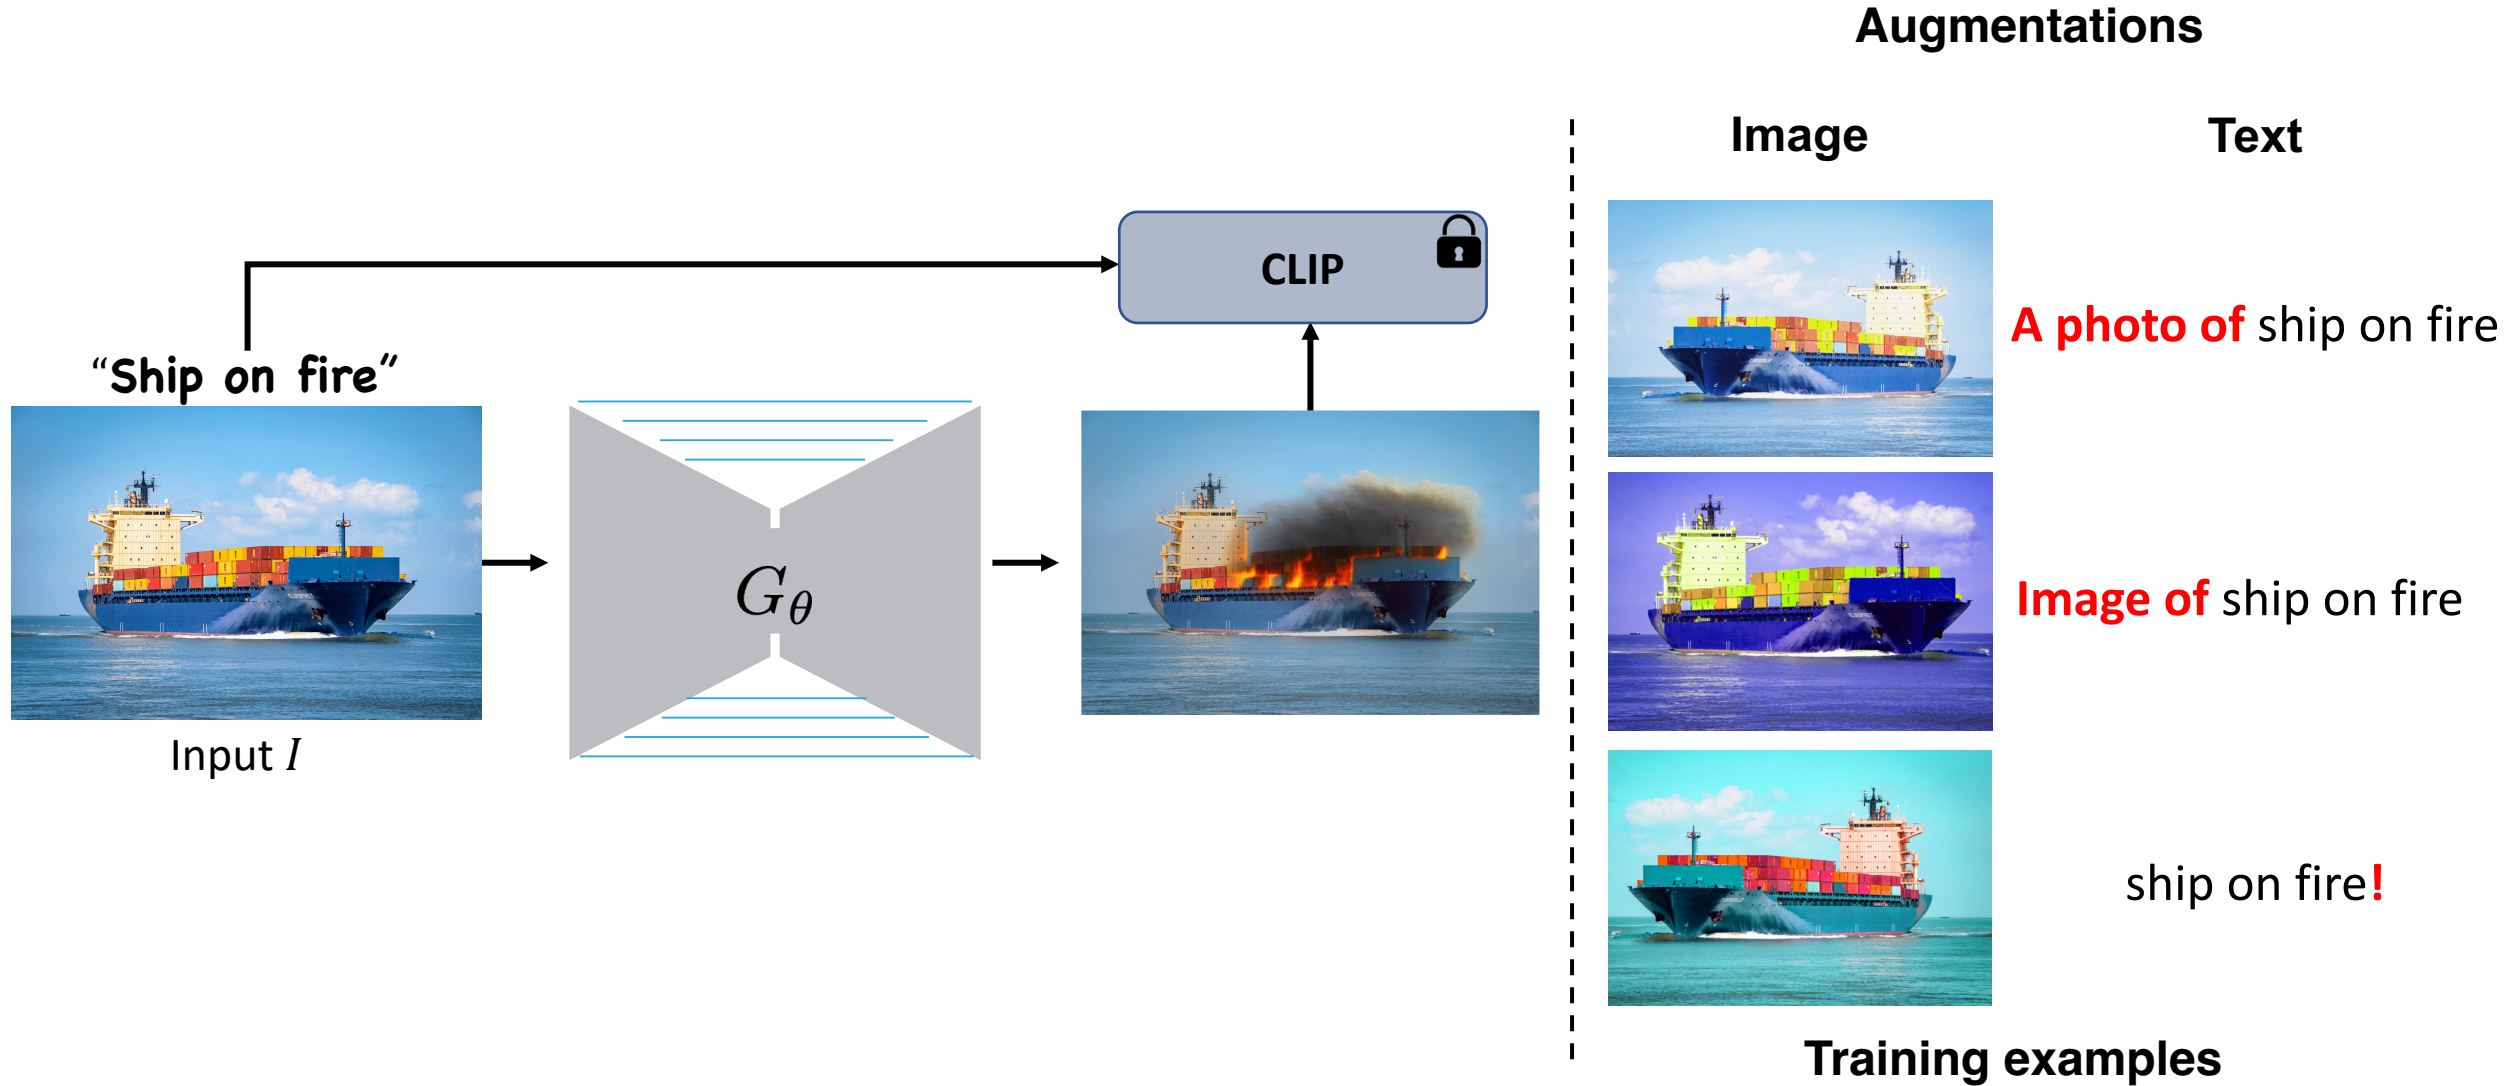 Augmentations
Image
Text
CLIP
“Ship on fire”
A photo of ship on fire
Gθ
Image of ship on fire
Input I
ship on fire!
Training examples